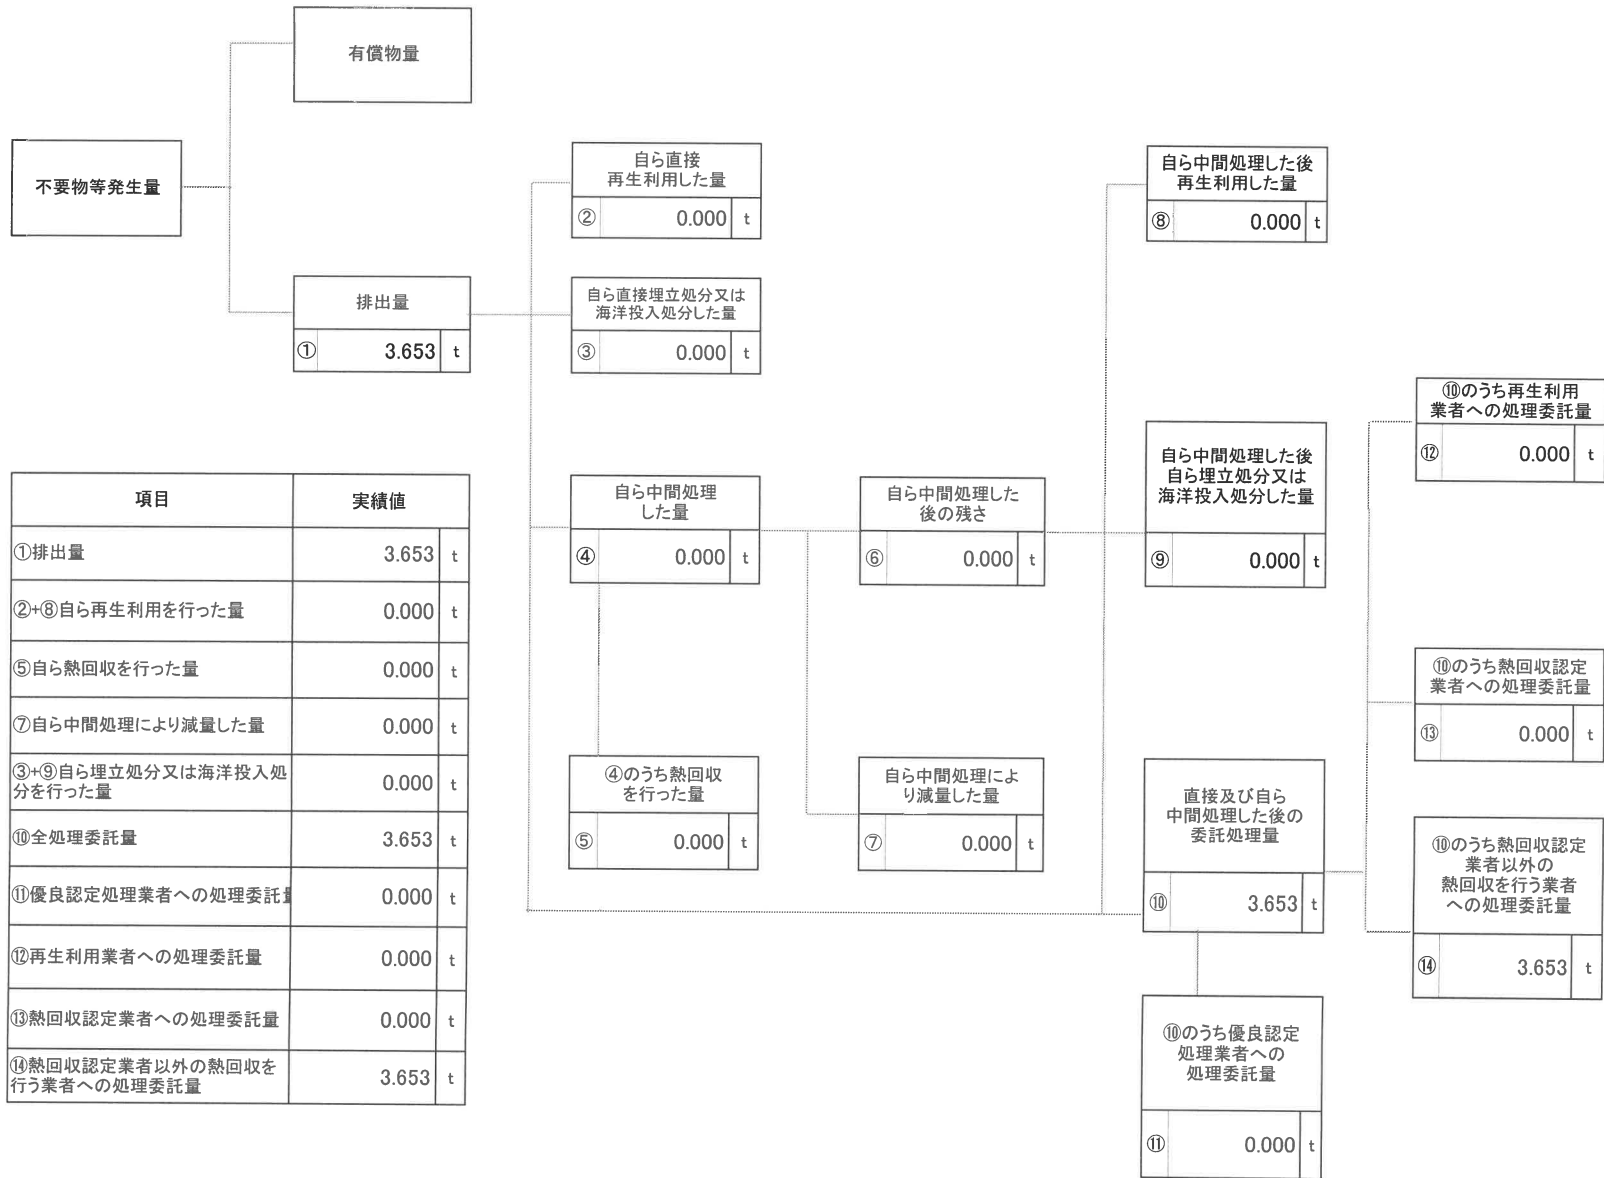 有償物量
不要物等発生量
排出量
① 3.653 t
自ら直接
再生利用した量
② 0.000 t
自ら直接埋立処分又は
海洋投入処分した量
③ 0.000 t
自ら中間処理
した量
④ 0.000 t
④のうち熱回収
を行った量
⑤ 0.000 t
自ら中間処理した
後の残さ
⑥ 0.000 t
自ら中間処理によ
り減量した量
⑦ 0.000 t
自ら中間処理した後
再生利用した量
⑧ 0.000 t
自ら中間処理した後
自ら埋立処分又は
海洋投入処分した量
⑨ 0.000 t
直接及び自ら
中間処理した後の
委託処理量
⑩ 3.653 t
⑩のうち優良認定
処理業者への
処理委託量
⑪ 0.000 t
⑩のうち再生利用
業者への処理委託量
⑫ 0.000 t
⑩のうち熱回収認定
業者への処理委託量
⑬ 0.000 t
⑩のうち熱回収認定
業者以外の
熱回収を行う業者
への処理委託量
⑭ 3.653 t
項目 実績値
①排出量 3.653 t
②+⑧自ら再生利用を行った量 0.000 t
⑤自ら熱回収を行った量 0.000 t
⑦自ら中間処理により減量した量 0.000 t
③+⑨自ら埋立処分又は海洋投入処
分を行った量 0.000 t
⑩全処理委託量 3.653 t
⑪優良認定処理業者への処理委託量 0.000 t
⑫再生利用業者への処理委託量 0.000 t
⑬熱回収認定業者への処理委託量 0.000 t
⑭熱回収認定業者以外の熱回収を
行う業者への処理委託量 3.653 t